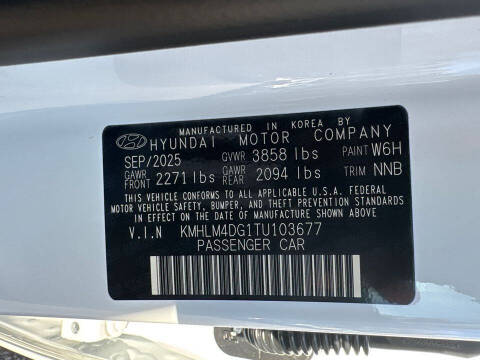 MANUFACTURED IN KOREA BY
HYUNDAI MOTOR COMPANY
SEP/2025 GVWR 3858 lbs PAINT W6H
GAWR FRONT 2271 lbs GAWR REAR 2094 lbs TRIM NNB
THIS VEHICLE CONFORMS TO ALL APPLICABLE U.S.A. FEDERAL
MOTOR VEHICLE SAFETY, BUMPER, AND THEFT PREVENTION STANDARDS
IN EFFECT ON THE DATE OF MANUFACTURE SHOWN ABOVE.
V.I.N KMHLM4DG1TU103677
PASSENGER CAR